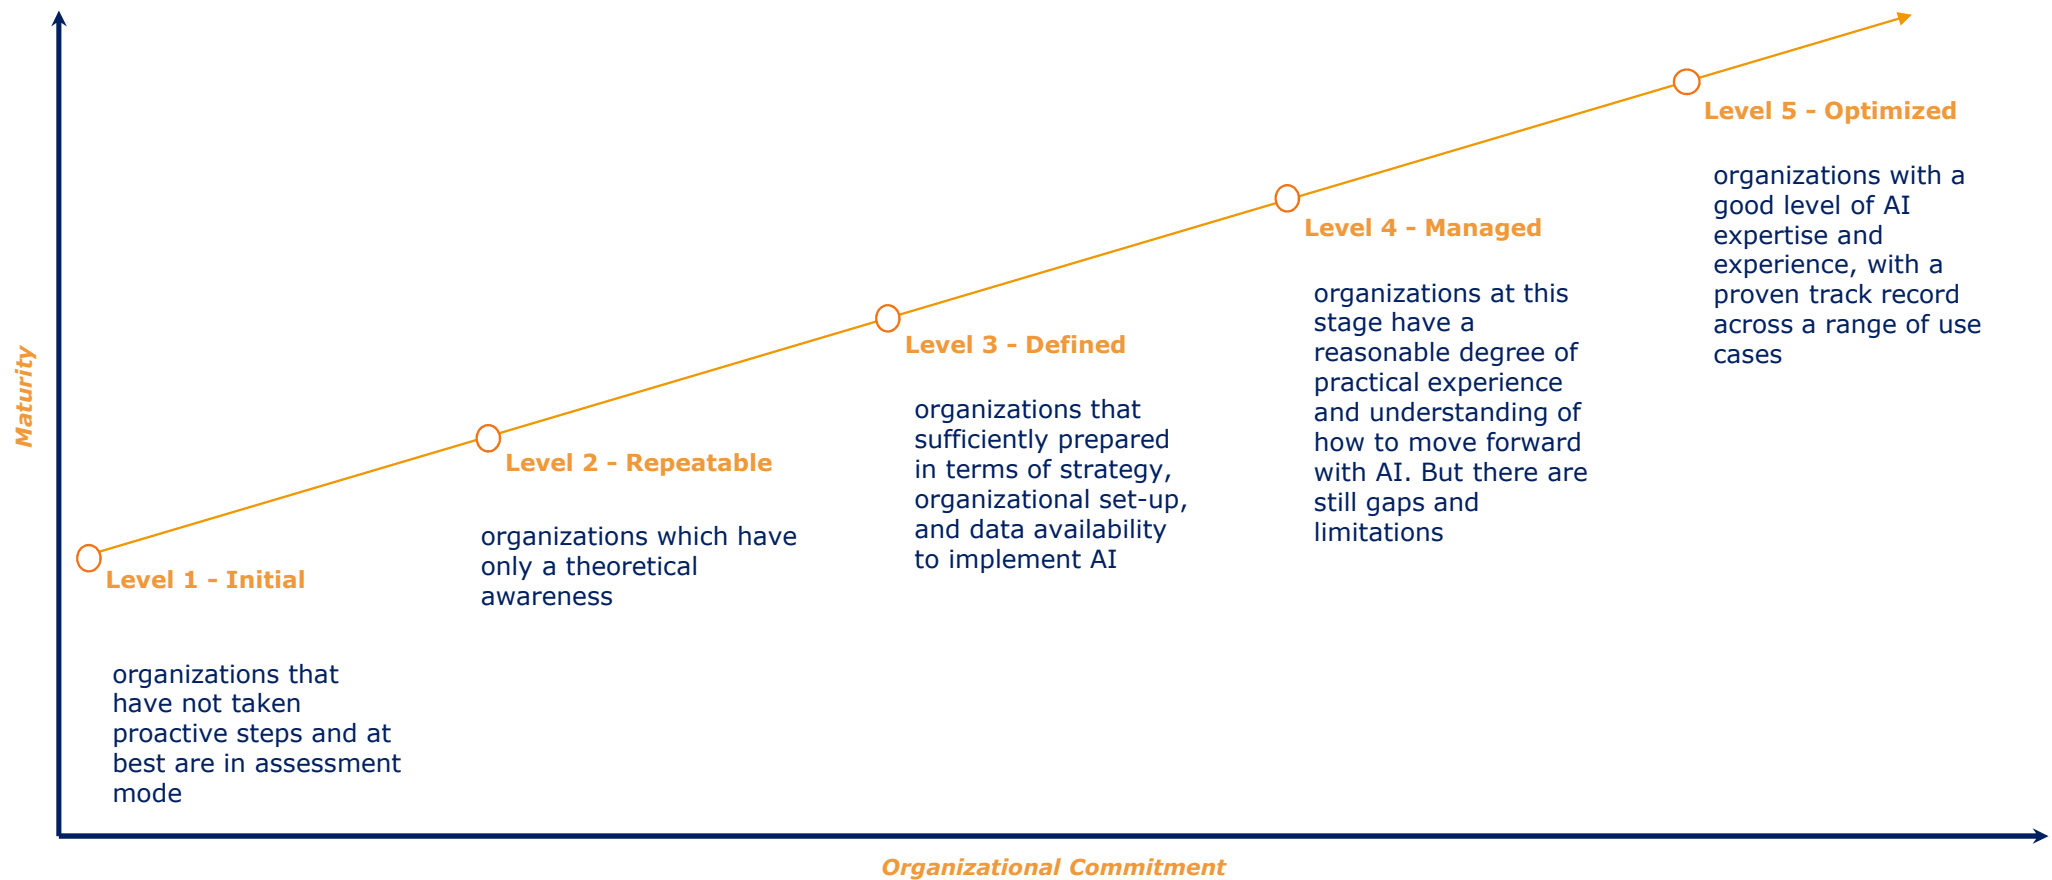 Level 5 - Optimized
organizations with a
good level of AI
expertise and
experience, with a
proven track record
across a range of use
cases
Level 4 - Managed
organizations at this
stage have a
reasonable degree of
practical experience
and understanding of
how to move forward
with AI. But there are
still gaps and
limitations
Level 3 - Defined
organizations that
sufficiently prepared
in terms of strategy,
organizational set-up,
and data availability
to implement AI
Level 2 - Repeatable
organizations which have
only a theoretical
awareness
Level 1 - Initial
organizations that
have not taken
proactive steps and at
best are in assessment
mode
Maturity
Organizational Commitment